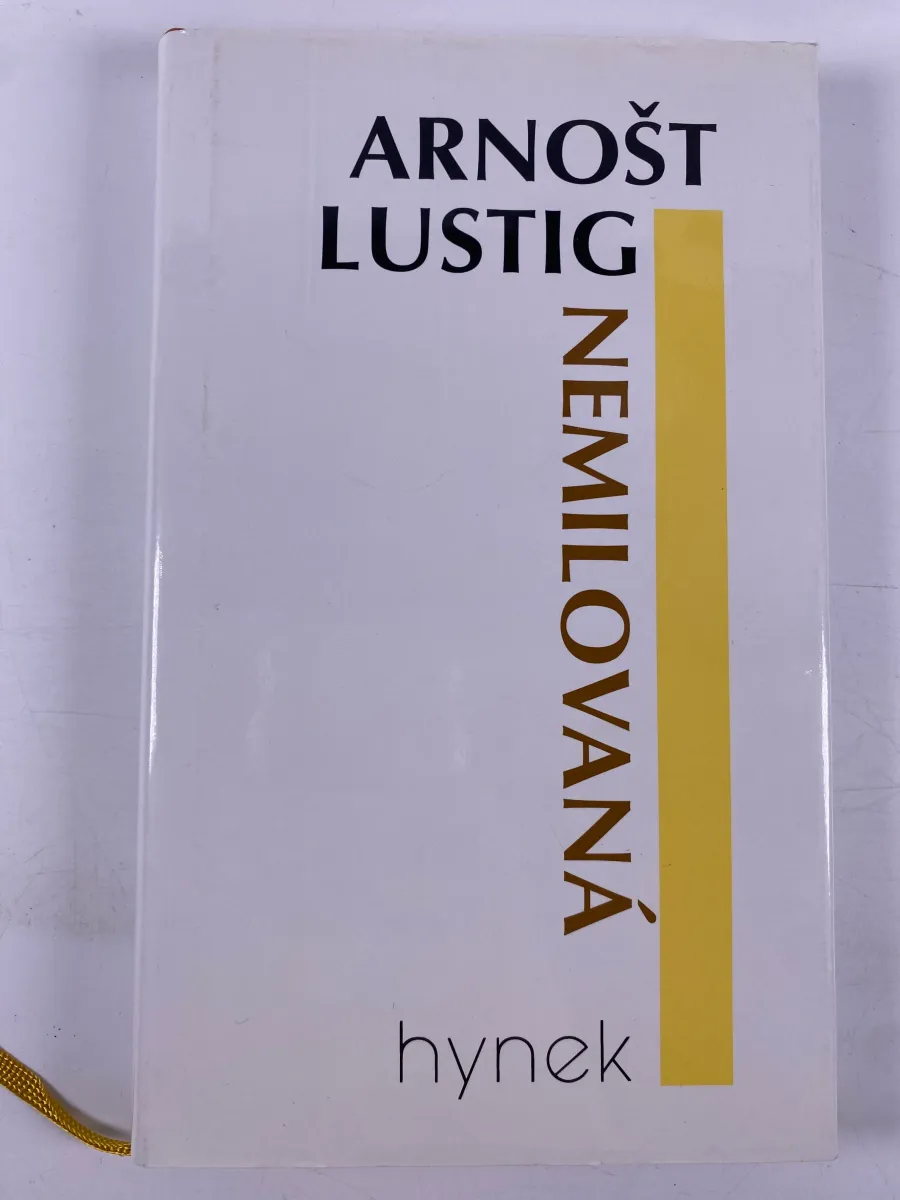 ARNOŠT
LUSTIG
NEMILOVANÁ
hynek